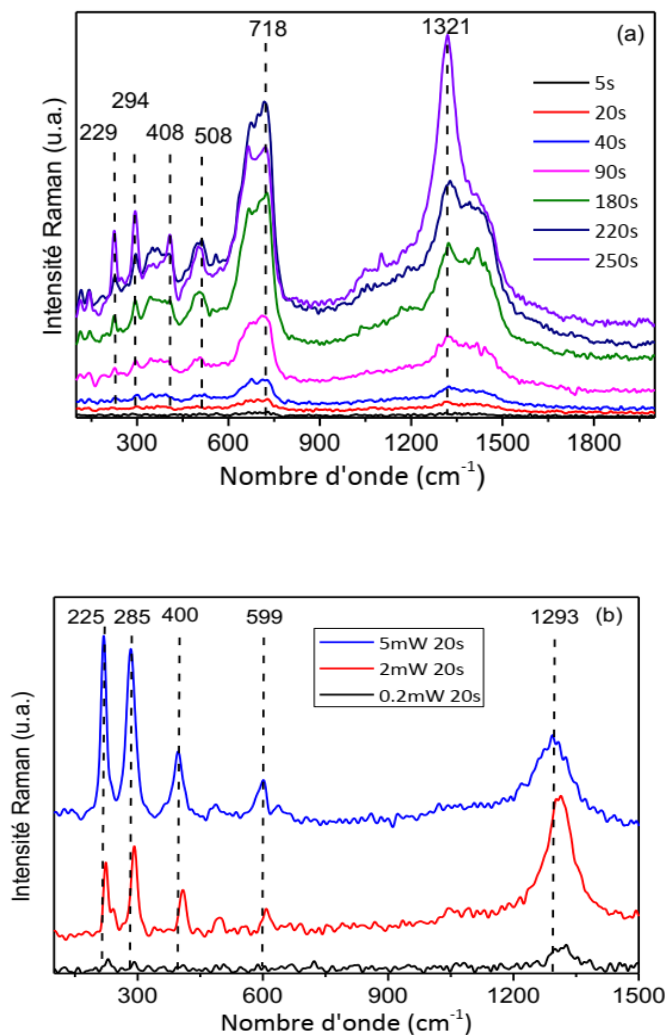 718
1321
(a)
294
229
408
508
5s
20s
40s
90s
180s
220s
250s
Intensité Raman (u.a.)
300 600 900 1200 1500 1800
Nombre d'onde (cm⁻¹)
225 285 400 599 1293 (b)
5mW 20s
2mW 20s
0.2mW 20s
Intensité Raman (u.a.)
300 600 900 1200 1500
Nombre d'onde (cm⁻¹)